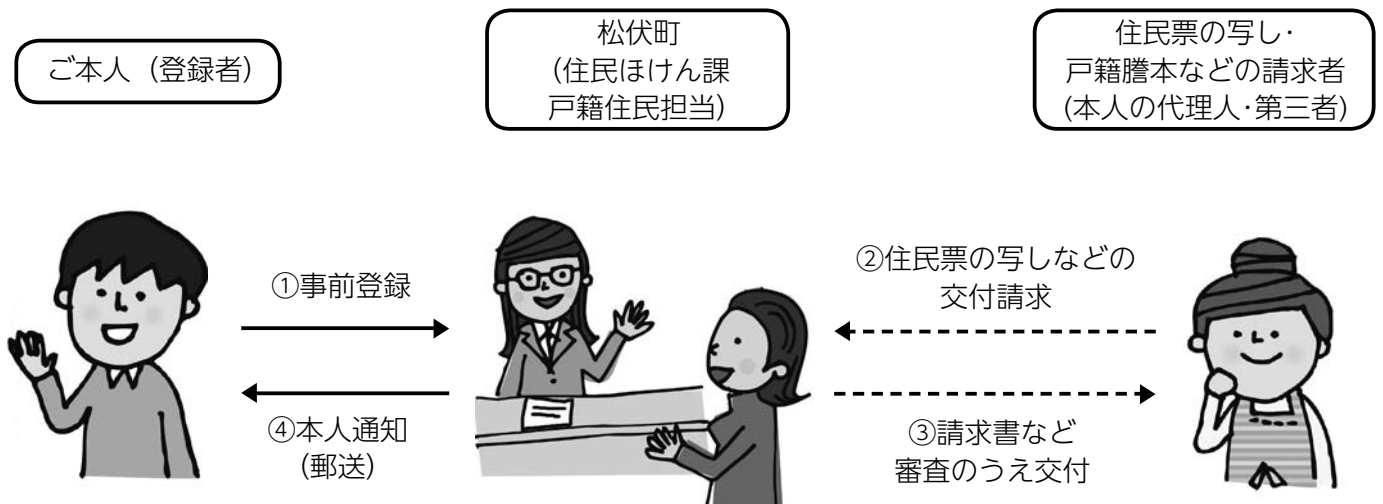 ご本人（登録者）
松伏町
（住民ほけん課
戸籍住民担当）
住民票の写し･
戸籍謄本などの請求者
(本人の代理人･第三者)
①事前登録
④本人通知
(郵送)
②住民票の写しなどの
交付請求
③請求書など
審査のうえ交付